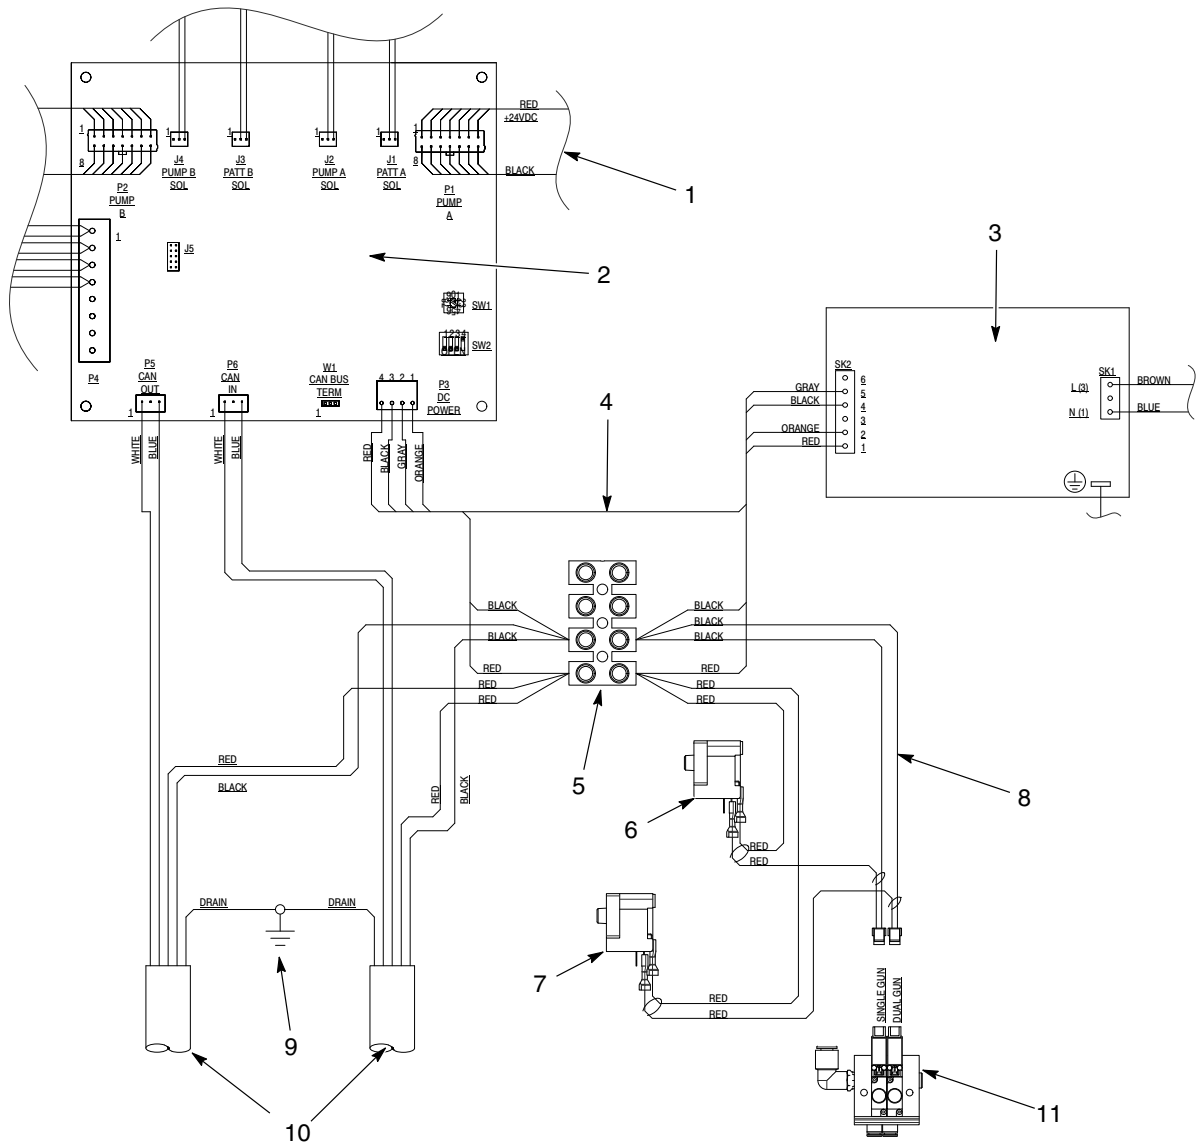 RED
+24VDC
BLACK
1
8
1
8
1
1
1
1
J4
PUMP B
SOL
J3
PATT B
SOL
J2
PUMP A
SOL
J1
PATT A
SOL
P2
PUMP
B
P1
PUMP
A
1
1
J5
2
3
SW1
1234
OPEN
SW2
P4
P5
CAN
OUT
1
P6
CAN
IN
1
W1
CAN BUS
TERM
1
4 3 2 1
P3
DC
POWER
WHITE
BLUE
WHITE
BLUE
RED
BLACK
GRAY
ORANGE
4
SK2
6
5
4
3
2
1
GRAY
BLACK
ORANGE
RED
SK1
L (3)
N (1)
BROWN
BLUE
BLACK
BLACK
RED
RED
RED
BLACK
BLACK
BLACK
RED
RED
RED
RED
BLACK
RED
BLACK
5
6
RED
RED
7
RED
RED
8
DRAIN
DRAIN
9
10
SINGLE GUN
DUAL GUN
11